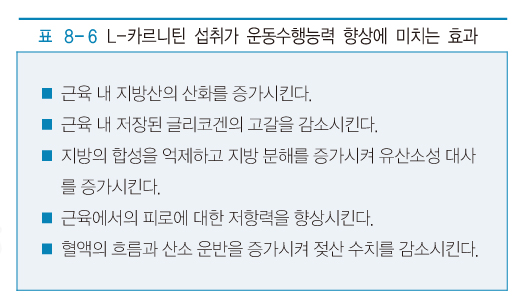 표 8-6 L-카르니틴 섭취가 운동수행능력 향상에 미치는 효과
■ 근육 내 지방산의 산화를 증가시킨다.
■ 근육 내 저장된 글리코겐의 고갈을 감소시킨다.
■ 지방의 합성을 억제하고 지방 분해를 증가시켜 유산소성 대사
를 증가시킨다.
■ 근육에서의 피로에 대한 저항력을 향상시킨다.
■ 혈액의 흐름과 산소 운반을 증가시켜 젖산 수치를 감소시킨다.